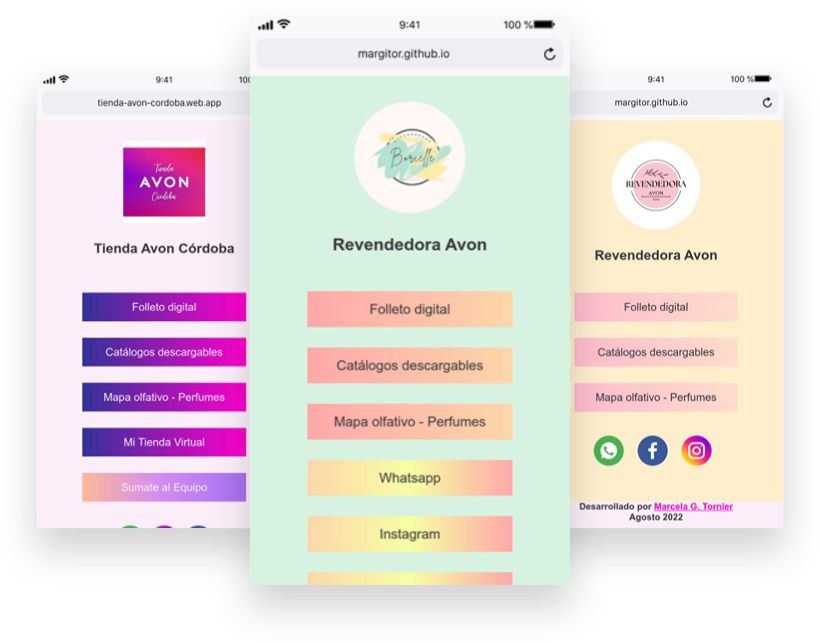 9:41
10
tienda-avon-cordoba.web.app
Tienda
AVON
Córdoba
Tienda Avon Córdoba
Folleto digital
Catálogos descargables
Mapa olfativo - Perfumes
Mi Tienda Virtual
Sumate al Equipo
9:41
100 %
margitor.github.io
Borcelle
Revendedora Avon
Folleto digital
Catálogos descargables
Mapa olfativo - Perfumes
Whatsapp
Instagram
9:41
100 %
margitor.github.io
REVENDEDORA
AVON
Revendedora Avon
Folleto digital
Catálogos descargables
Mapa olfativo - Perfumes
Desarrollado por Marcela G. Tornier
Agosto 2022